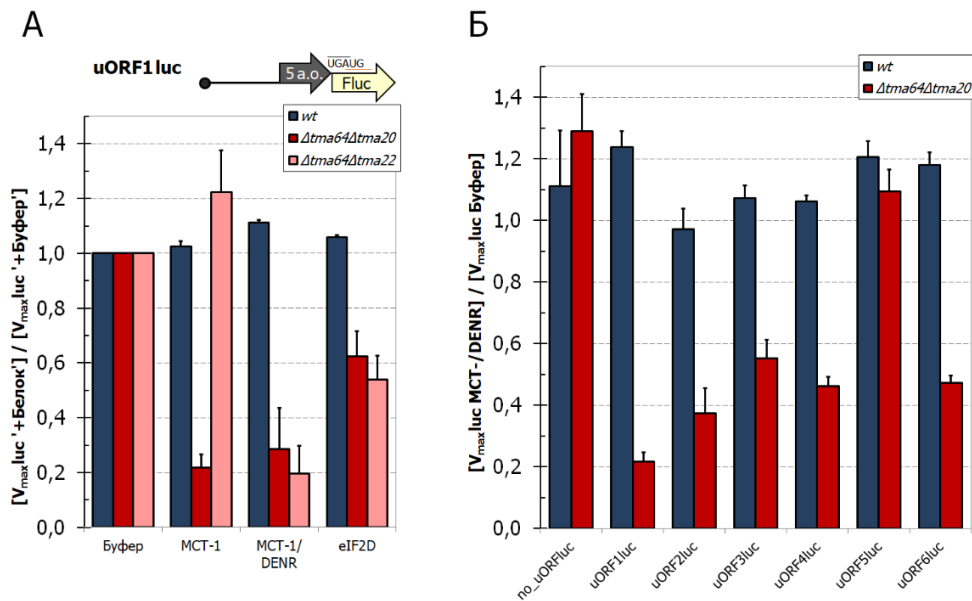 А
uORF1luc
5 а.о.
UGAUG
Fluc
wt
Δtma64Δtma20
Δtma64Δtma22
[Vmaxluc '+Белок'] / [Vmaxluc '+Буфер']
1,4
1,2
1,0
0,8
0,6
0,4
0,2
0,0
Буфер
MCT-1
MCT-1/
DENR
eIF2D
Б
wt
Δtma64Δtma20
[Vmaxluc MCT-/DENR] / [Vmaxluc Буфер]
1,4
1,2
1,0
0,8
0,6
0,4
0,2
0,0
no_uORFluc
uORF1luc
uORF2luc
uORF3luc
uORF4luc
uORF5luc
uORF6luc